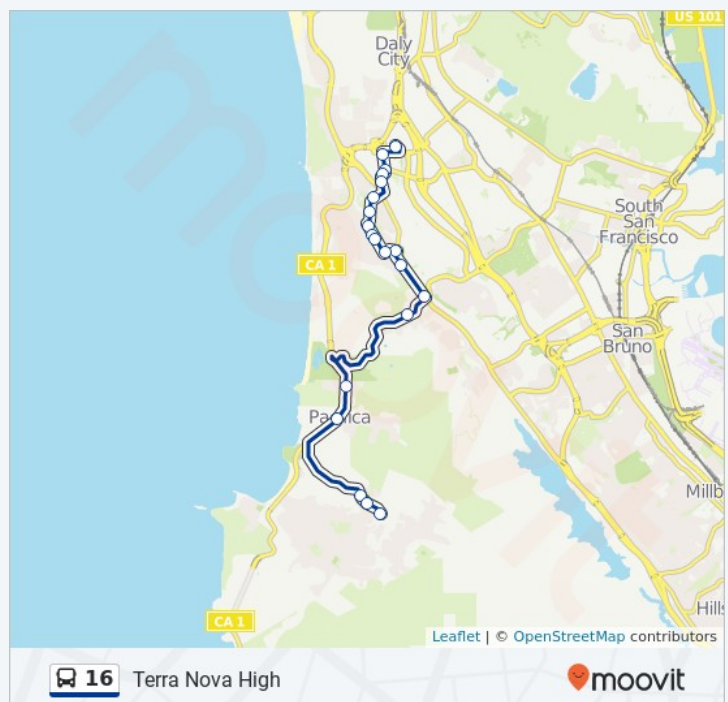 US 101
Daly
City
South
San
Francisco
CA 1
San
Bruno
Pacifica
Millb
Hills
CA 1
Leaflet | © OpenStreetMap contributors
16 Terra Nova High
moovit